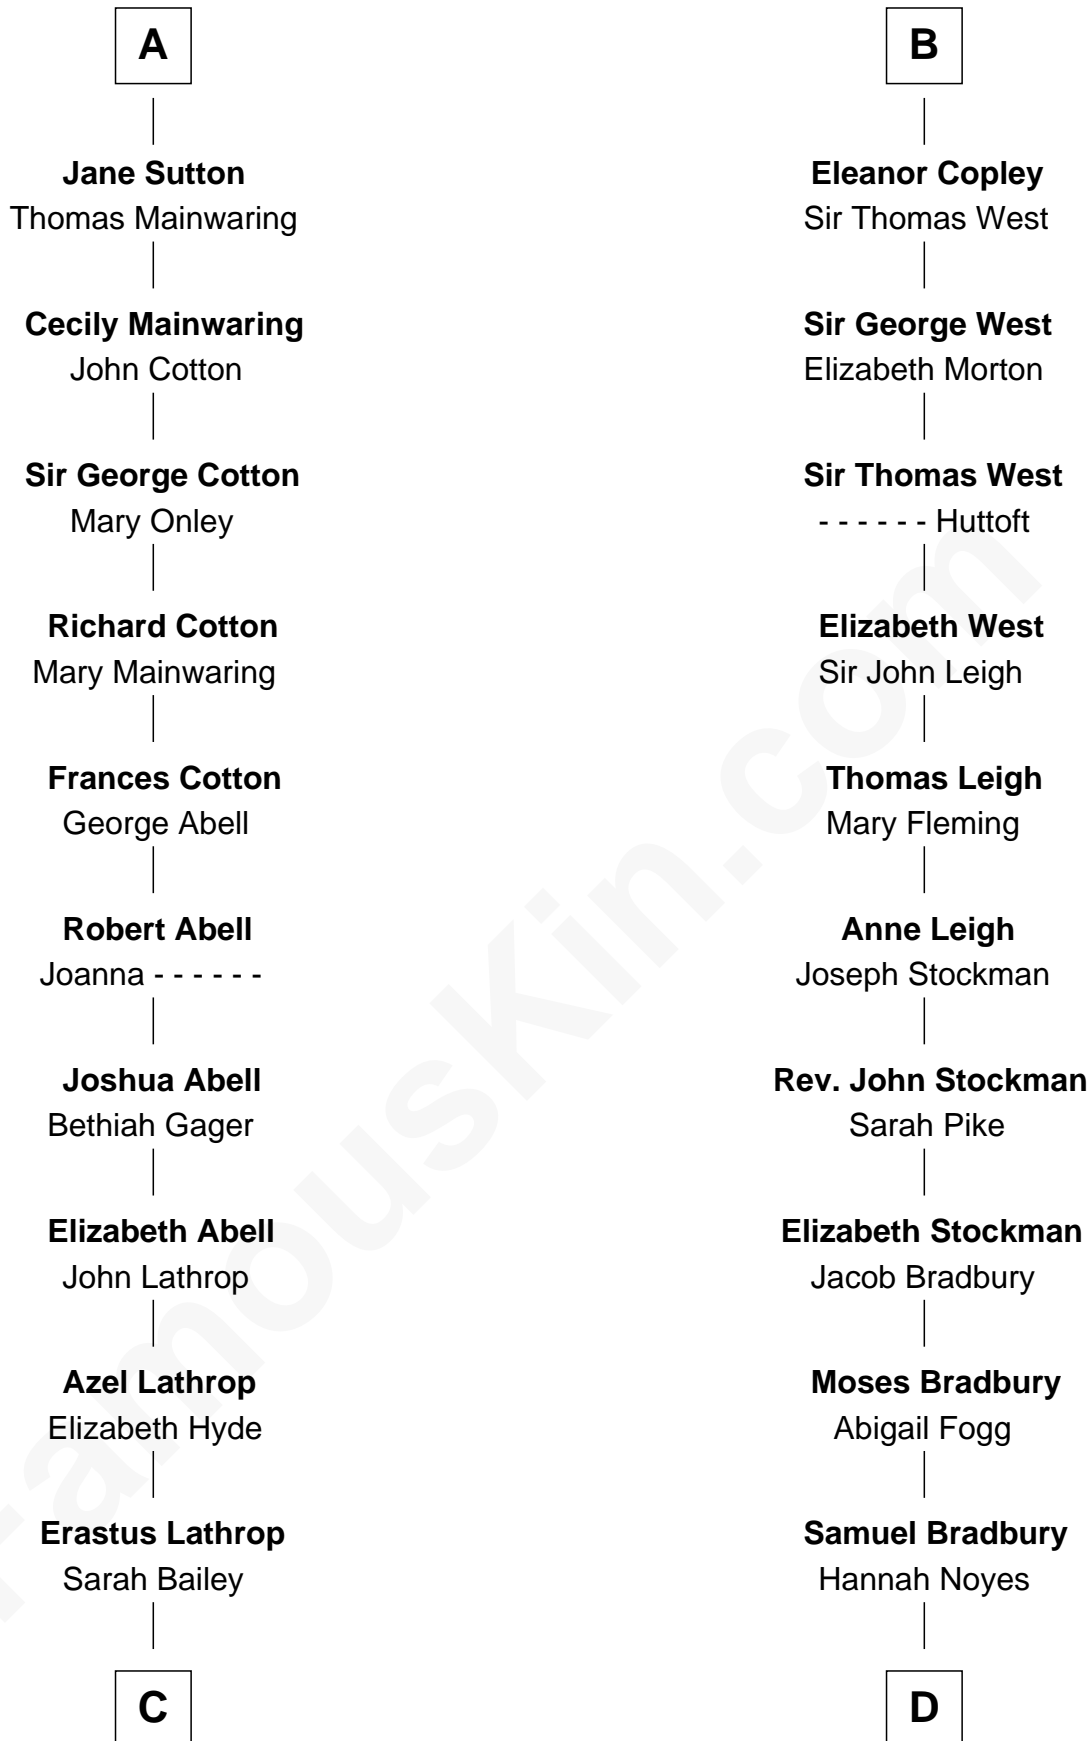 A
Jane Sutton
Thomas Mainwaring
Cecily Mainwaring
John Cotton
Sir George Cotton
Mary Onley
Richard Cotton
Mary Mainwaring
Frances Cotton
George Abell
Robert Abell
Joanna - - - - - -
Joshua Abell
Bethiah Gager
Elizabeth Abell
John Lathrop
Azel Lathrop
Elizabeth Hyde
Erastus Lathrop
Sarah Bailey
C
B
Eleanor Copley
Sir Thomas West
Sir George West
Elizabeth Morton
Sir Thomas West
- - - - - - Huttoft
Elizabeth West
Sir John Leigh
Thomas Leigh
Mary Fleming
Anne Leigh
Joseph Stockman
Rev. John Stockman
Sarah Pike
Elizabeth Stockman
Jacob Bradbury
Moses Bradbury
Abigail Fogg
Samuel Bradbury
Hannah Noyes
D
FamousKin.com